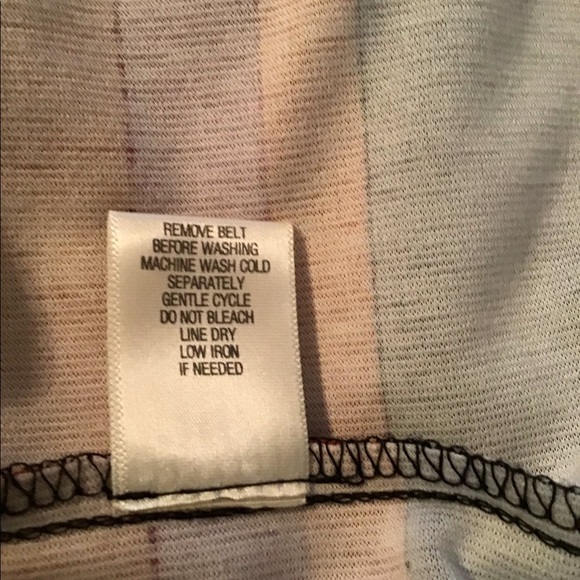 REMOVE BELT
BEFORE WASHING
MACHINE WASH COLD
SEPARATELY
GENTLE CYCLE
DO NOT BLEACH
LINE DRY
LOW IRON
IF NEEDED